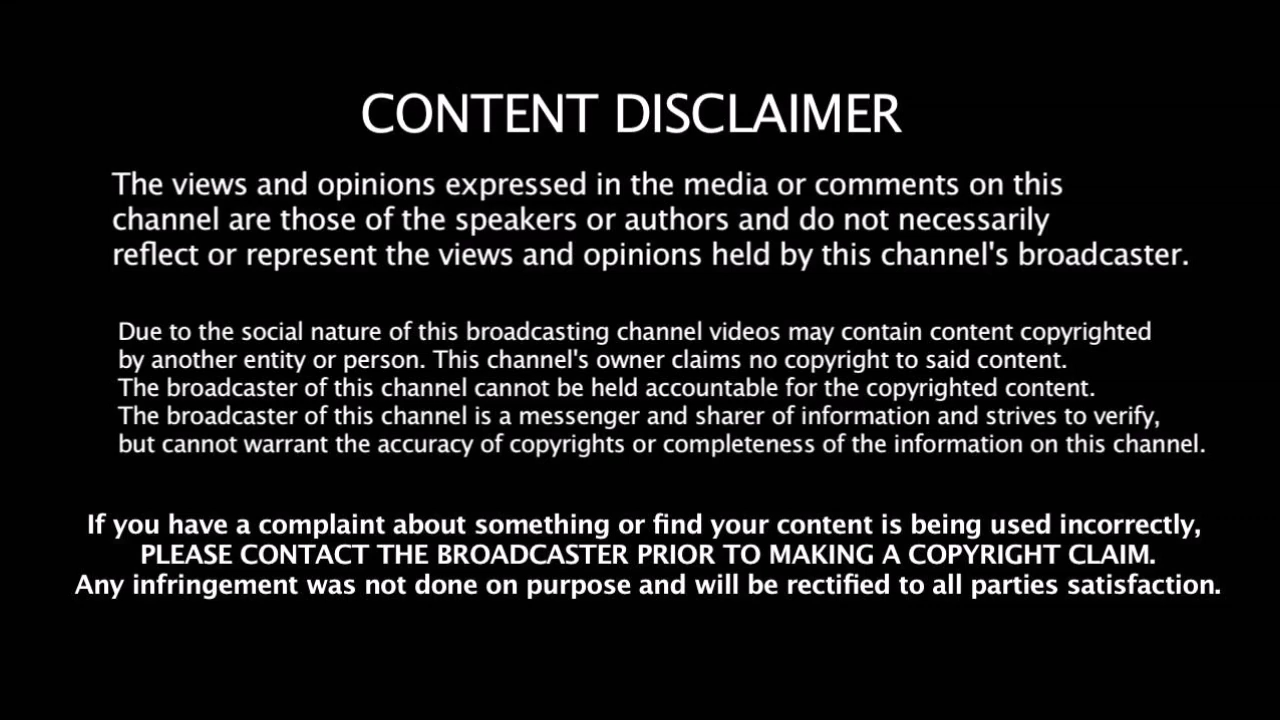 CONTENT DISCLAIMER
The views and opinions expressed in the media or comments on this
channel are those of the speakers or authors and do not necessarily
reflect or represent the views and opinions held by this channel's broadcaster.
Due to the social nature of this broadcasting channel videos may contain content copyrighted
by another entity or person. This channel's owner claims no copyright to said content.
The broadcaster of this channel cannot be held accountable for the copyrighted content.
The broadcaster of this channel is a messenger and sharer of information and strives to verify,
but cannot warrant the accuracy of copyrights or completeness of the information on this channel.
If you have a complaint about something or find your content is being used incorrectly,
PLEASE CONTACT THE BROADCASTER PRIOR TO MAKING A COPYRIGHT CLAIM.
Any infringement was not done on purpose and will be rectified to all parties satisfaction.